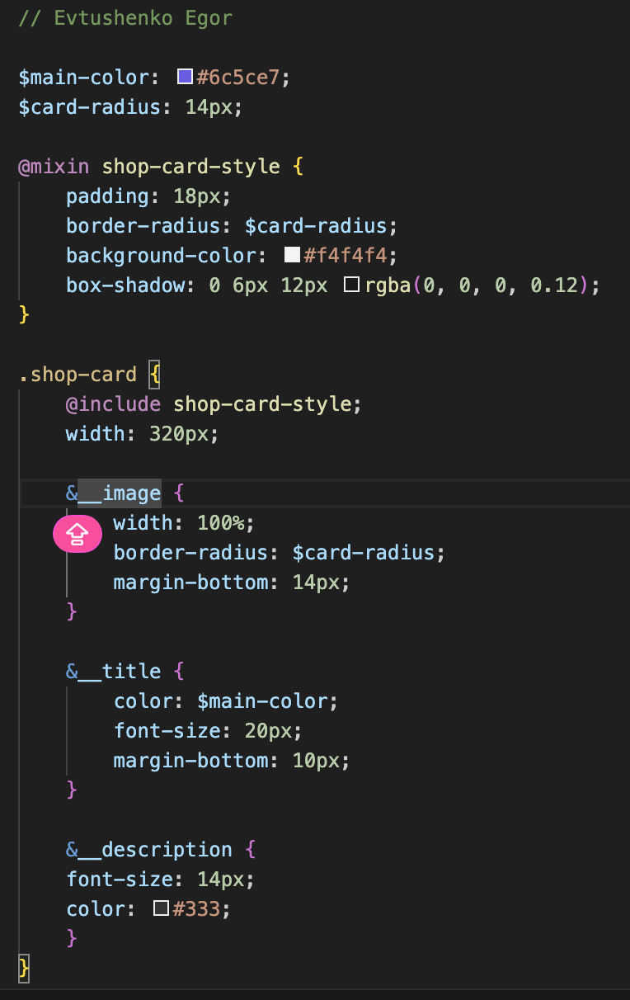 // Evtushenko Egor
$main-color: #6c5ce7;
$card-radius: 14px;
@mixin shop-card-style {
padding: 18px;
border-radius: $card-radius;
background-color: #f4f4f4;
box-shadow: 0 6px 12px rgba(0, 0, 0, 0.12);
}
.shop-card {
@include shop-card-style;
width: 320px;
&__image {
width: 100%;
border-radius: $card-radius;
margin-bottom: 14px;
}
&__title {
color: $main-color;
font-size: 20px;
margin-bottom: 10px;
}
&__description {
font-size: 14px;
color: #333;
}
}